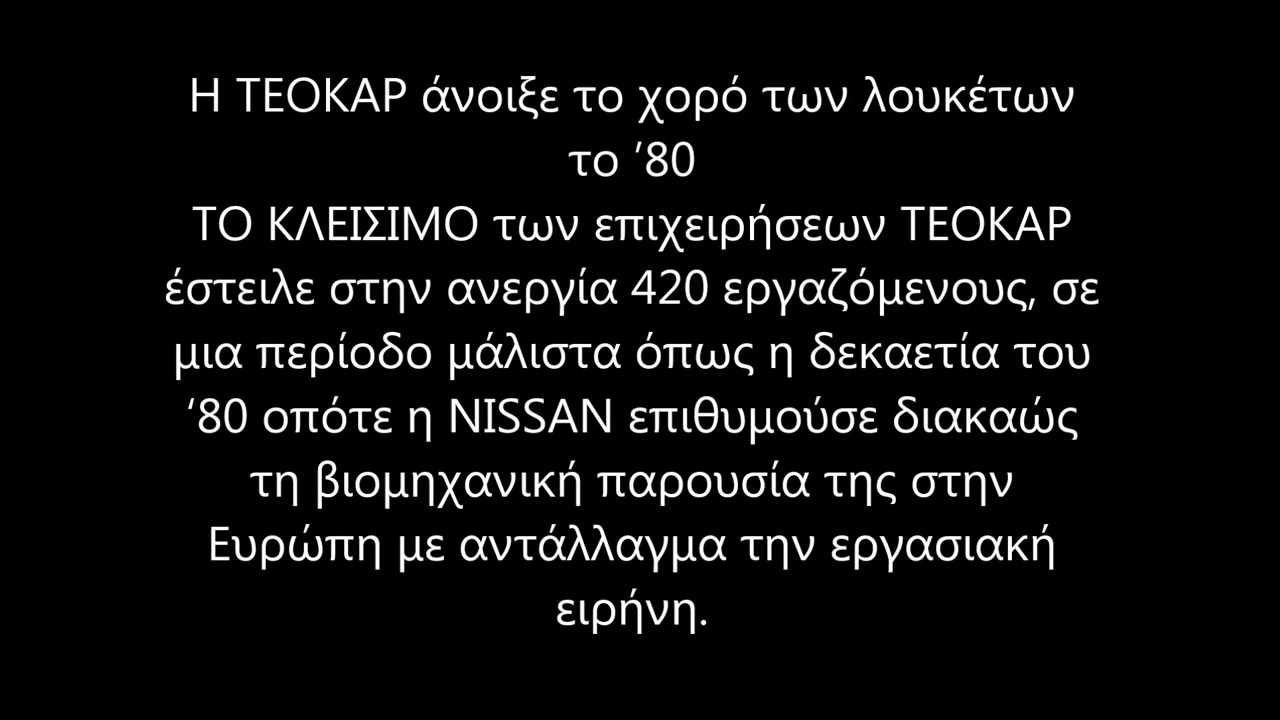 Η ΤΕΟΚΑΡ άνοιξε το χορό των λουκέτων
το ’80
ΤΟ ΚΛΕΙΣΙΜΟ των επιχειρήσεων ΤΕΟΚΑΡ
έστειλε στην ανεργία 420 εργαζόμενους, σε
μια περίοδο μάλιστα όπως η δεκαετία του
‘80 οπότε η NISSAN επιθυμούσε διακαώς
τη βιομηχανική παρουσία της στην
Ευρώπη με αντάλλαγμα την εργασιακή
ειρήνη.